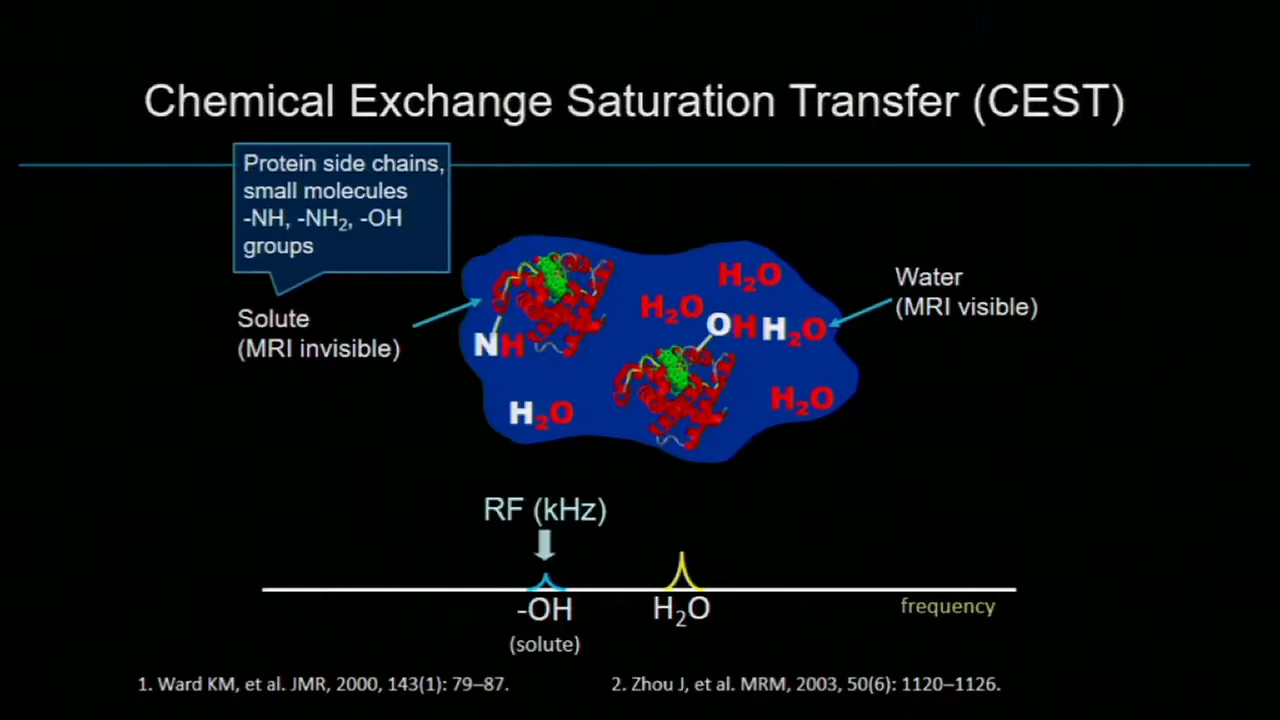 Chemical Exchange Saturation Transfer (CEST)
Protein side chains,
small molecules
-NH, -NH₂, -OH
groups
Solute
(MRI invisible)
Water
(MRI visible)
H₂O
H₂O
OH H₂O
NH
H₂O
H₂O
RF (kHz)
-OH
(solute)
H₂O
frequency
1. Ward KM, et al. JMR, 2000, 143(1): 79–87.
2. Zhou J, et al. MRM, 2003, 50(6): 1120–1126.